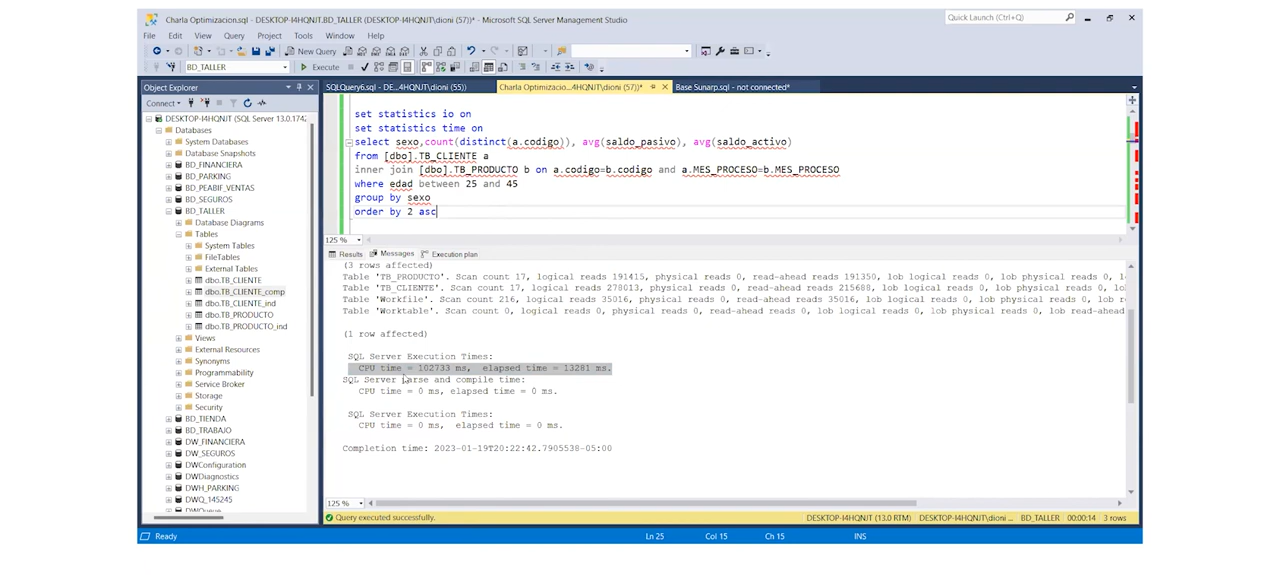 Charla Optimizacion.sql - DESKTOP-I4HQNJT.BD_TALLER (DESKTOP-I4HQNJT\dioni (57))* - Microsoft SQL Server Management Studio
Quick Launch (Ctrl+Q)
File Edit View Query Project Tools Window Help
New Query
BD_TALLER Execute
Object Explorer
SQLQuery6.sql - DE...4HQNJT\dioni (55))
Charla Optimizacio...4HQNJT\dioni (57))*
Base Sunarp.sql - not connected*
Connect
DESKTOP-I4HQNJT (SQL Server 13.0.1742
Databases
System Databases
Database Snapshots
BD_FINANCIERA
BD_PARKING
BD_PEABIF_VENTAS
BD_SEGUROS
BD_TALLER
Database Diagrams
Tables
System Tables
FileTables
External Tables
dbo.TB_CLIENTE
dbo.TB_CLIENTE_comp
dbo.TB_CLIENTE_ind
dbo.TB_PRODUCTO
dbo.TB_PRODUCTO_ind
Views
External Resources
Synonyms
Programmability
Service Broker
Storage
Security
BD_TIENDA
BD_TRABAJO
DW_FINANCIERA
DW_SEGUROS
DWConfiguration
DWDiagnostics
DWH_PARKING
DWQ_145245
DWQueue
set statistics io on
set statistics time on
select sexo,count(distinct(a.codigo)), avg(saldo_pasivo), avg(saldo_activo)
from [dbo].TB_CLIENTE a
inner join [dbo].TB_PRODUCTO b on a.codigo=b.codigo and a.MES_PROCESO=b.MES_PROCESO
where edad between 25 and 45
group by sexo
order by 2 asc
125 %
Results Messages Execution plan
(3 rows affected)
Table 'TB_PRODUCTO'. Scan count 17, logical reads 191415, physical reads 0, read-ahead reads 191350, lob logical reads 0, lob physical reads 0, lo
Table 'TB_CLIENTE'. Scan count 17, logical reads 278013, physical reads 0, read-ahead reads 215688, lob logical reads 0, lob physical reads 0, lob
Table 'Workfile'. Scan count 216, logical reads 35016, physical reads 0, read-ahead reads 35016, lob logical reads 0, lob physical reads 0, lob re
Table 'Worktable'. Scan count 0, logical reads 0, physical reads 0, read-ahead reads 0, lob logical reads 0, lob physical reads 0, lob read-ahead
(1 row affected)
SQL Server Execution Times:
CPU time = 102733 ms, elapsed time = 13281 ms.
SQL Server parse and compile time:
CPU time = 0 ms, elapsed time = 0 ms.
SQL Server Execution Times:
CPU time = 0 ms, elapsed time = 0 ms.
Completion time: 2023-01-19T20:22:42.7905538-05:00
125 %
Query executed successfully.
DESKTOP-I4HQNJT (13.0 RTM) DESKTOP-I4HQNJT\dioni ... BD_TALLER 00:00:14 3 rows
Ready Ln 25 Col 15 Ch 15 INS